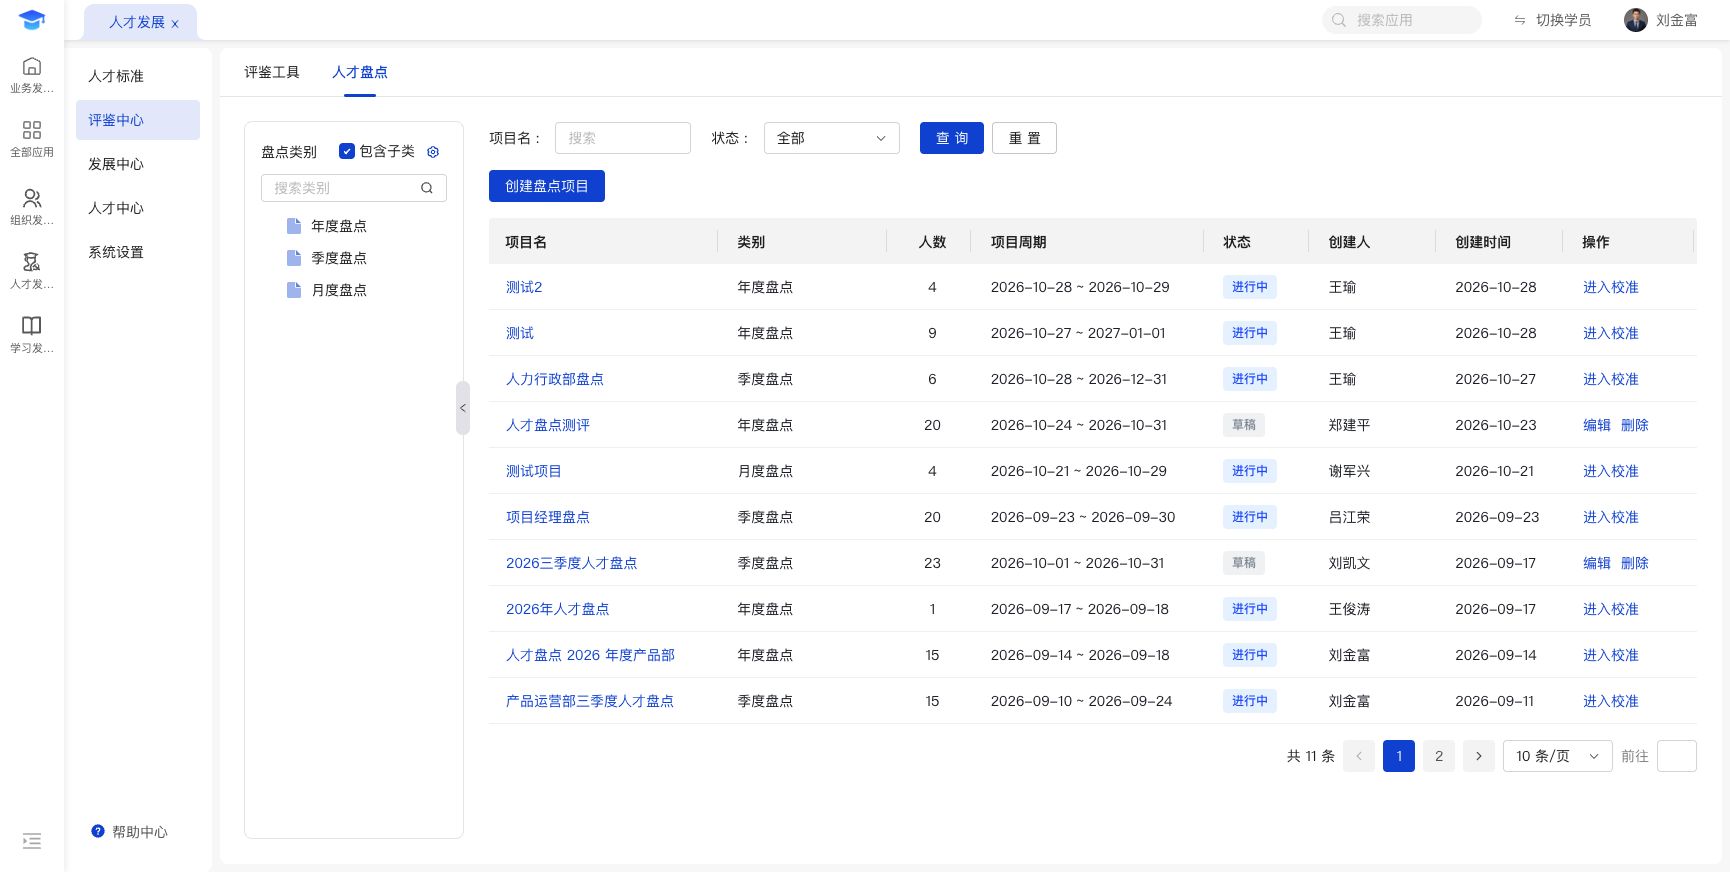 人才发展 x
搜索应用
切换学员
刘金富
业务发...
全部应用
组织发...
人才发...
学习发...
人才标准
评鉴中心
发展中心
人才中心
系统设置
帮助中心
评鉴工具 人才盘点
盘点类别 包含子类
搜索类别
年度盘点
季度盘点
月度盘点
项目名： 搜索 状态： 全部 查 询 重 置
创建盘点项目
项目名 类别 人数 项目周期 状态 创建人 创建时间 操作
测试2 年度盘点 4 2026-10-28 ~ 2026-10-29 进行中 王瑜 2026-10-28 进入校准
测试 年度盘点 9 2026-10-27 ~ 2027-01-01 进行中 王瑜 2026-10-28 进入校准
人力行政部盘点 季度盘点 6 2026-10-28 ~ 2026-12-31 进行中 王瑜 2026-10-27 进入校准
人才盘点测评 年度盘点 20 2026-10-24 ~ 2026-10-31 草稿 郑建平 2026-10-23 编辑 删除
测试项目 月度盘点 4 2026-10-21 ~ 2026-10-29 进行中 谢军兴 2026-10-21 进入校准
项目经理盘点 季度盘点 20 2026-09-23 ~ 2026-09-30 进行中 吕江荣 2026-09-23 进入校准
2026三季度人才盘点 季度盘点 23 2026-10-01 ~ 2026-10-31 草稿 刘凯文 2026-09-17 编辑 删除
2026年人才盘点 年度盘点 1 2026-09-17 ~ 2026-09-18 进行中 王俊涛 2026-09-17 进入校准
人才盘点 2026 年度产品部 年度盘点 15 2026-09-14 ~ 2026-09-18 进行中 刘金富 2026-09-14 进入校准
产品运营部三季度人才盘点 季度盘点 15 2026-09-10 ~ 2026-09-24 进行中 刘金富 2026-09-11 进入校准
共 11 条 < 1 2 > 10 条/页 前往